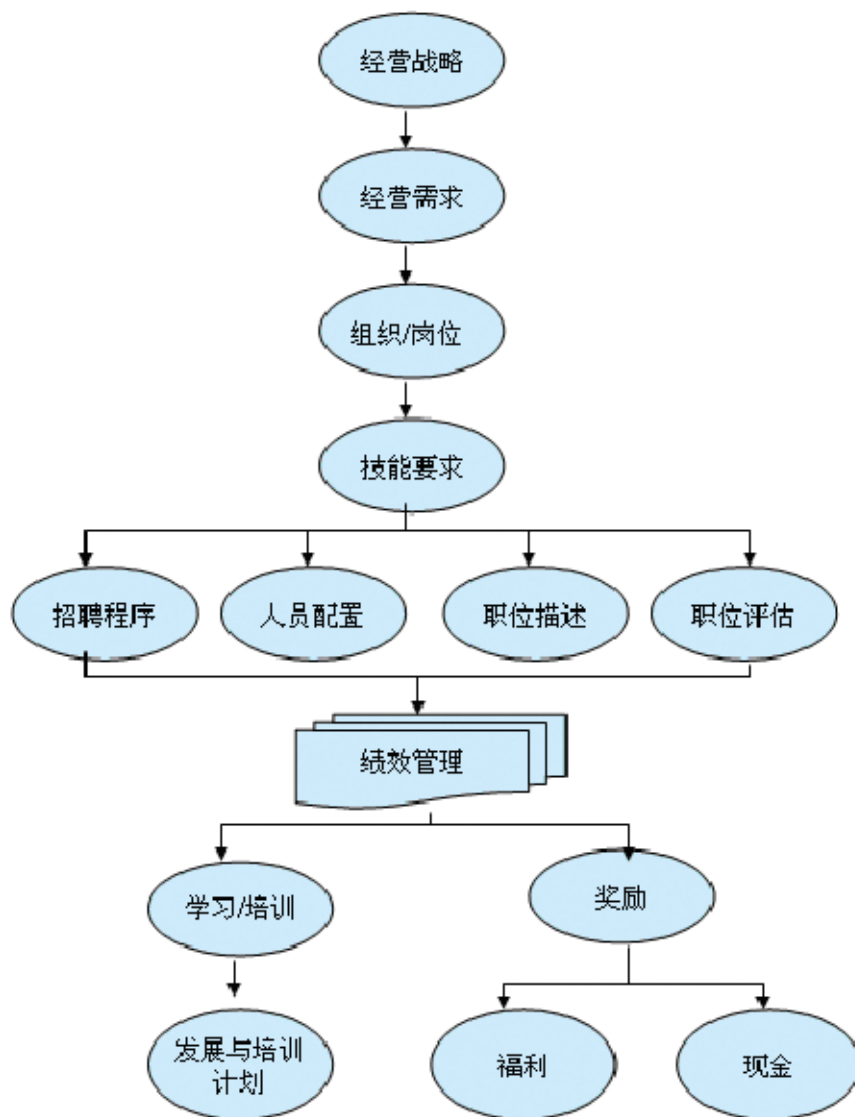 经营战略
经营需求
组织/岗位
技能要求
招聘程序
人员配置
职位描述
职位评估
绩效管理
学习/培训
奖励
发展与培训
计划
福利
现金